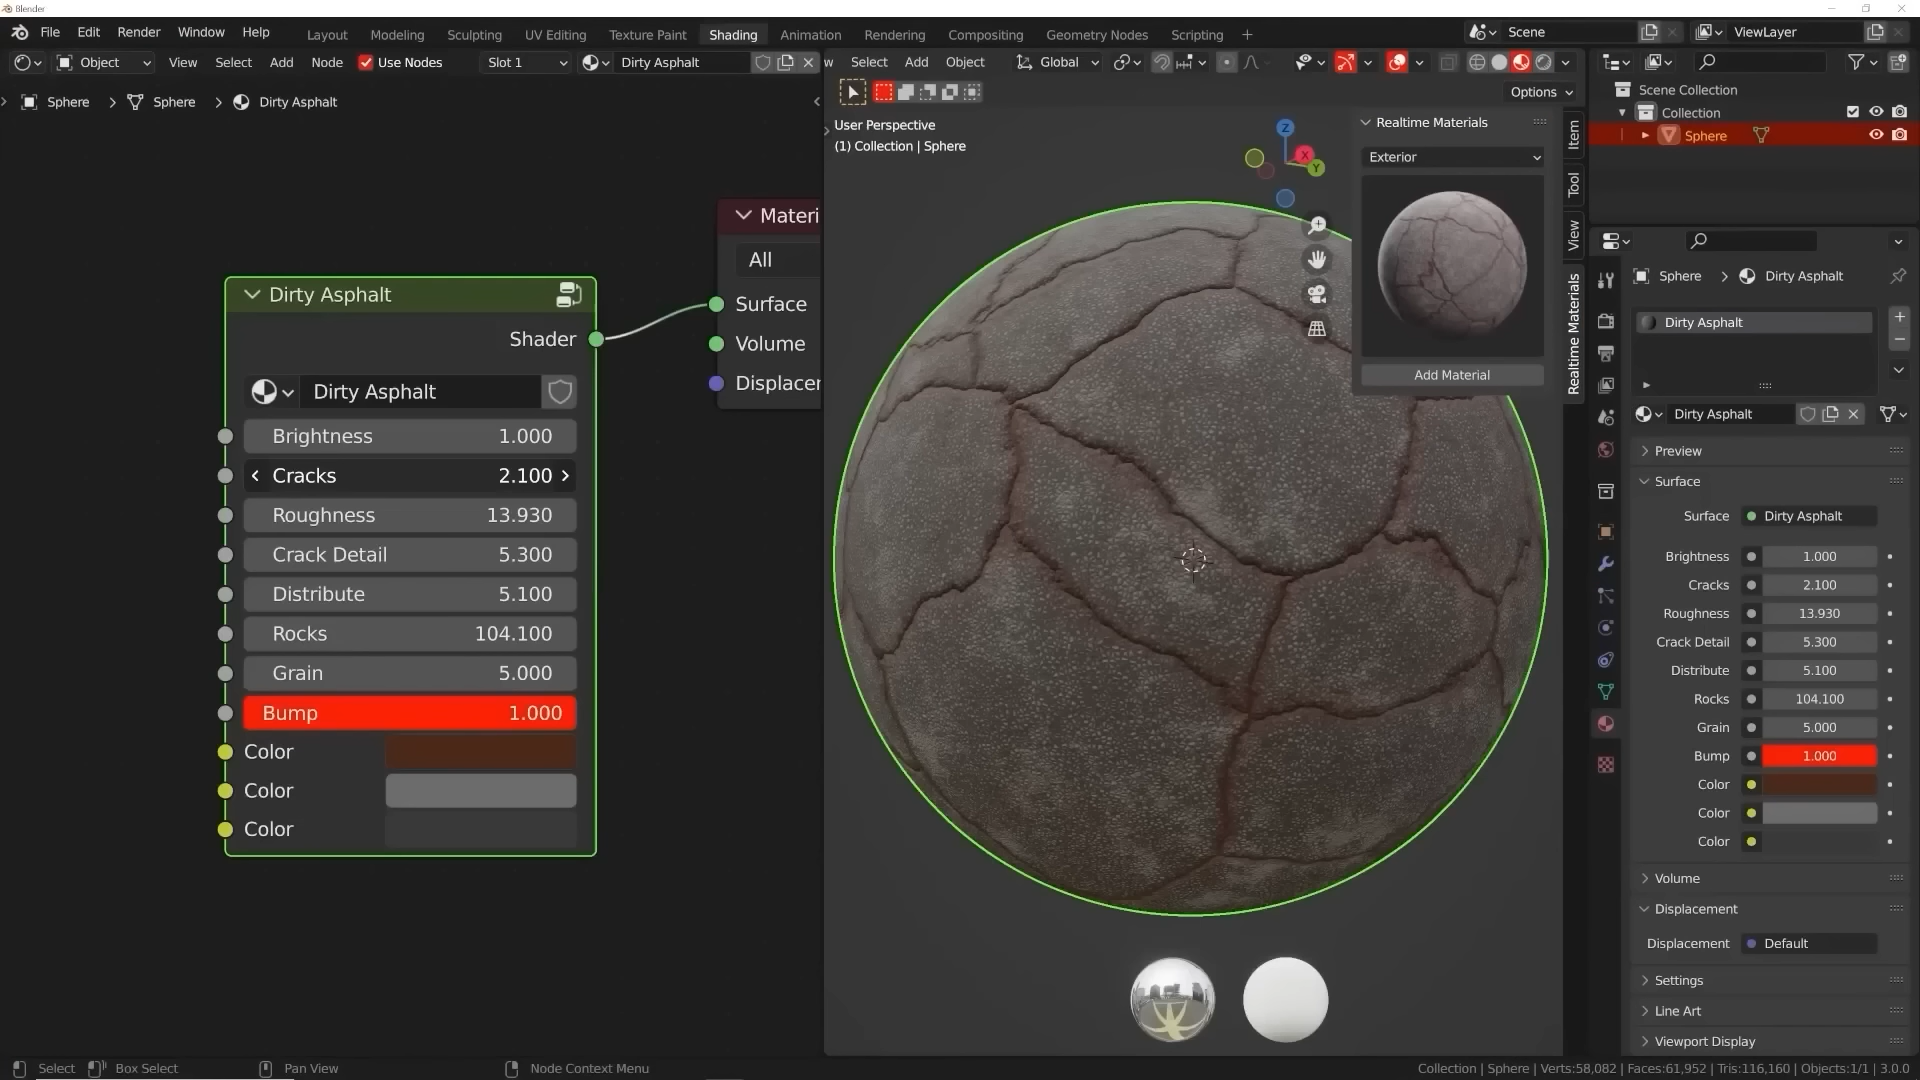 Blender
File Edit Render Window Help Layout Modeling Sculpting UV Editing Texture Paint Shading Animation Rendering Compositing Geometry Nodes Scripting + Scene ViewLayer
Object View Select Add Node Use Nodes Slot 1 Dirty Asphalt
w Select Add Object Global
Options
Sphere > Sphere > Dirty Asphalt
User Perspective
(1) Collection | Sphere
Z
X
Y
Realtime Materials
Exterior
Add Material
Item
Tool
View
Realtime Materials
Materi
All
Surface
Volume
Displacer
Dirty Asphalt
Shader
Dirty Asphalt
Brightness 1.000
Cracks 2.100
Roughness 13.930
Crack Detail 5.300
Distribute 5.100
Rocks 104.100
Grain 5.000
Bump 1.000
Color
Color
Color
Scene Collection
Collection
Sphere
Sphere > Dirty Asphalt
Dirty Asphalt
Dirty Asphalt
Preview
Surface
Surface Dirty Asphalt
Brightness 1.000
Cracks 2.100
Roughness 13.930
Crack Detail 5.300
Distribute 5.100
Rocks 104.100
Grain 5.000
Bump 1.000
Color
Color
Color
Volume
Displacement
Displacement Default
Settings
Line Art
Viewport Display
Select Box Select Pan View Node Context Menu
Collection | Sphere | Verts:58,082 | Faces:61,952 | Tris:116,160 | Objects:1/1 | 3.0.0